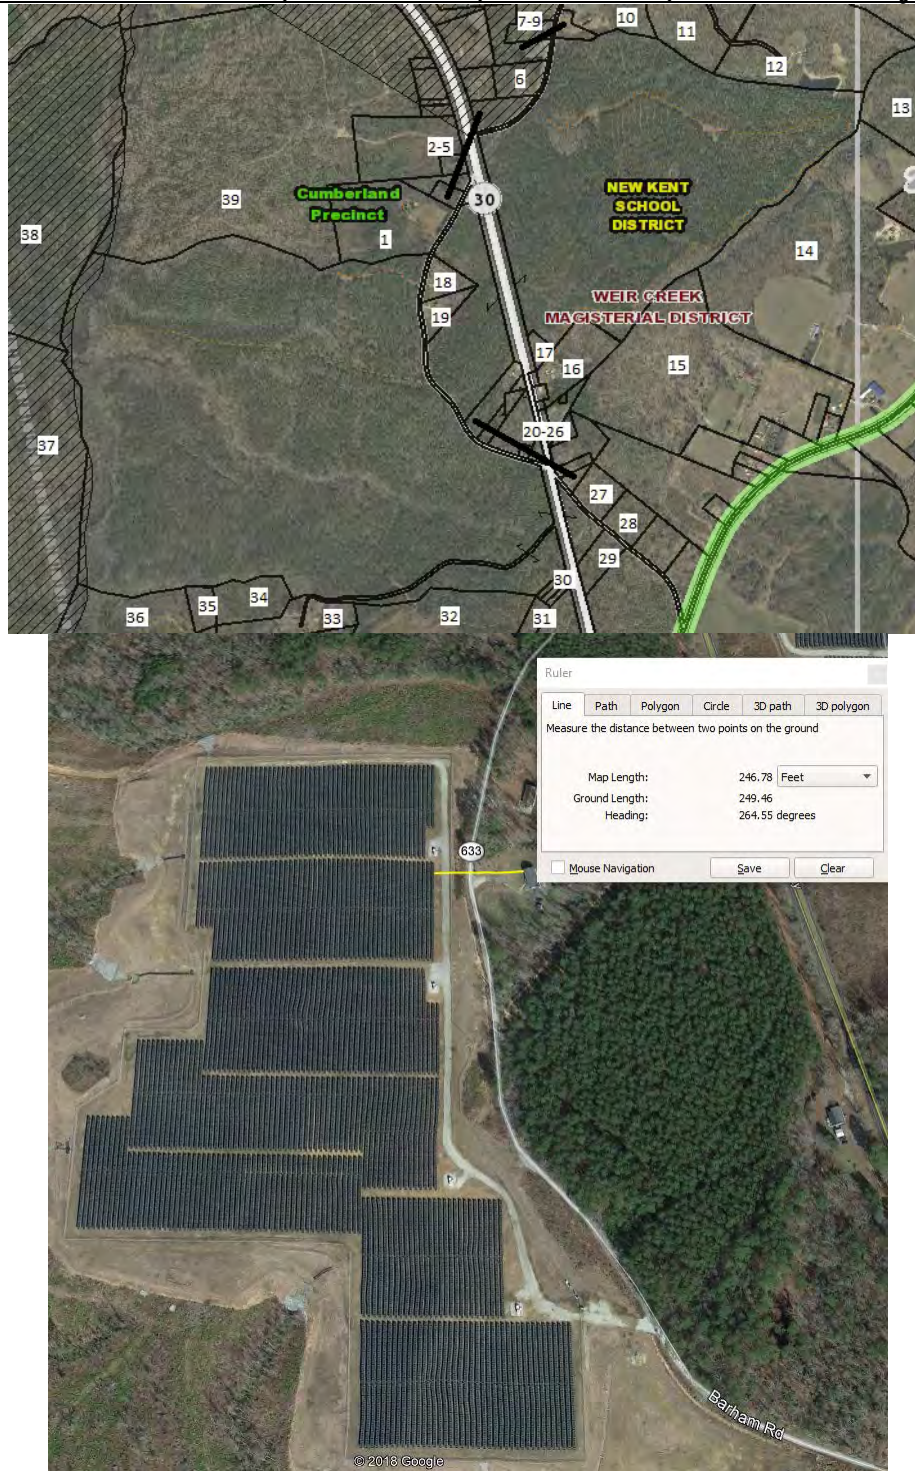 7-9
10
11
12
6
13
2-5
39
Cumberland
Precinct
30
NEW KENT
SCHOOL
DISTRICT
38
1
14
18
WEIR CREEK
MAGISTERIAL DISTRICT
19
17
16
15
20-26
37
27
28
29
30
36
35
34
33
32
31
Ruler
Line Path Polygon Circle 3D path 3D polygon
Measure the distance between two points on the ground
Map Length: 246.78 Feet
Ground Length: 249.46
Heading: 264.55 degrees
Mouse Navigation Save Clear
633
Barham Rd
© 2018 Google